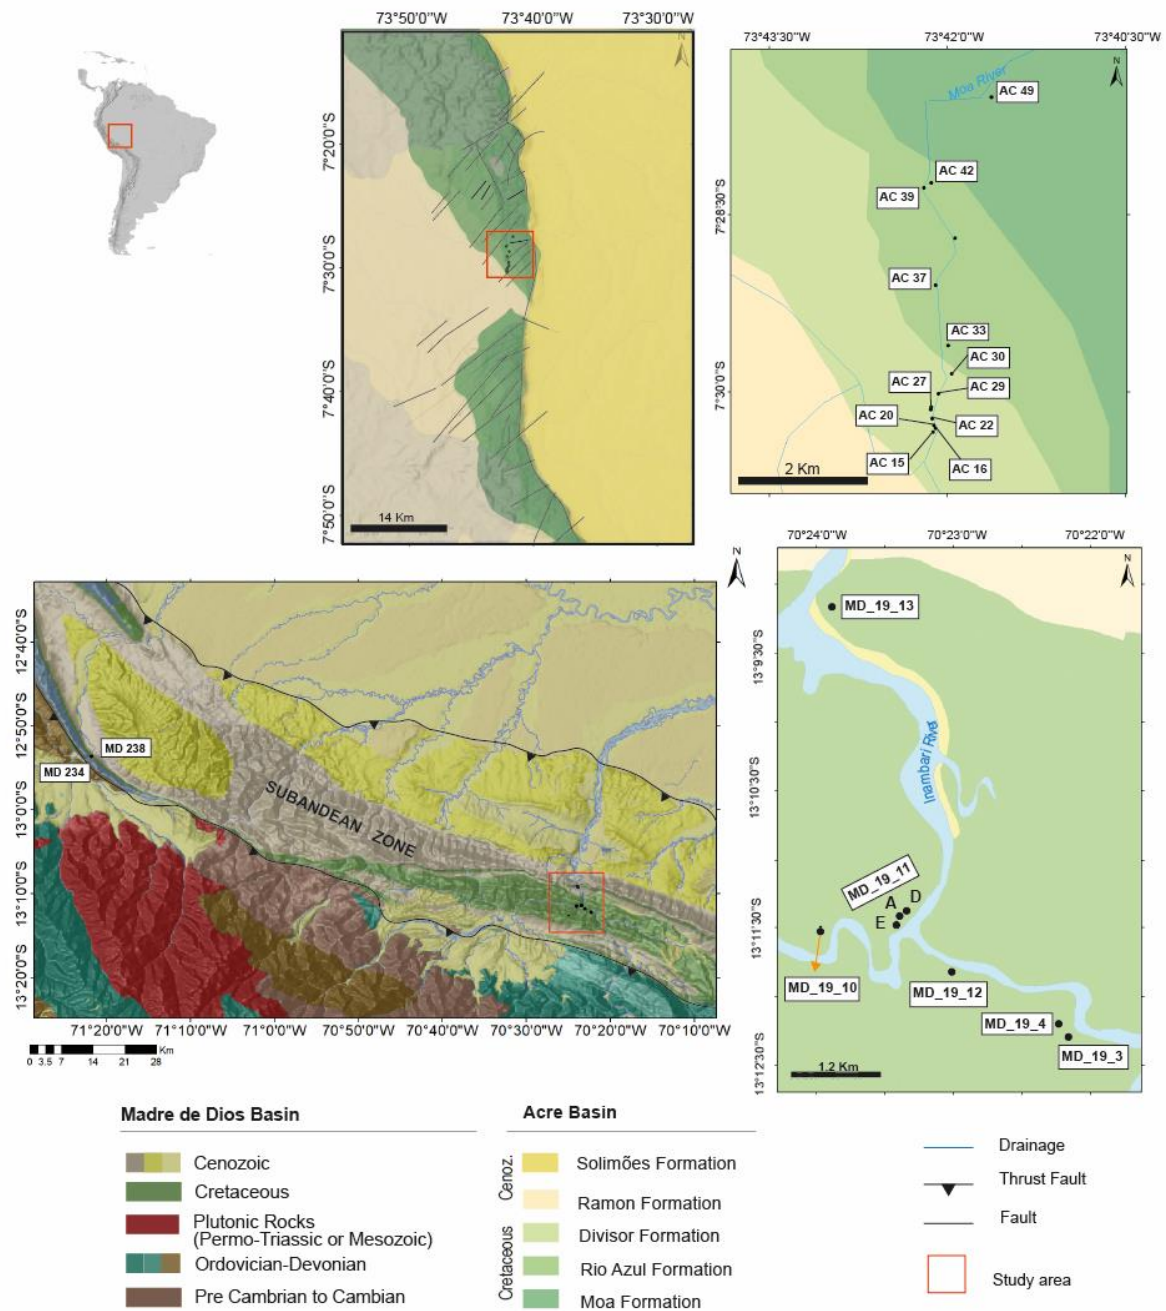 73°50'0"W 73°40'0"W 73°30'0"W
N
7°20'0"S
7°30'0"S
7°40'0"S
7°50'0"S
14 Km
73°43'30"W 73°42'0"W 73°40'30"W
N
7°28'30"S
7°30'0"S
Moa River
AC 49
AC 42
AC 39
AC 37
AC 33
AC 30
AC 27
AC 29
AC 20
AC 22
AC 15
AC 16
2 Km
N
12°40'0"S
12°50'0"S
13°00'0"S
13°10'0"S
13°20'0"S
MD 238
MD 234
SUBANDEAN ZONE
71°20'0"W 71°10'0"W 71°00'0"W 70°50'0"W 70°40'0"W 70°30'0"W 70°20'0"W 70°10'0"W
0 3.5 7 14 21 28 Km
70°24'0"W 70°23'0"W 70°22'0"W
N
13°9'30"S
13°10'30"S
13°11'30"S
13°12'30"S
MD_19_13
Inambari River
MD_19_11
A D
E
MD_19_10
MD_19_12
MD_19_4
MD_19_3
1.2 Km
Madre de Dios Basin
Cenozoic
Cretaceous
Plutonic Rocks
(Permo-Triassic or Mesozoic)
Ordovician-Devonian
Pre Cambrian to Cambian
Acre Basin
Cenoz.
Solimões Formation
Ramon Formation
Cretaceous
Divisor Formation
Rio Azul Formation
Moa Formation
Drainage
Thrust Fault
Fault
Study area